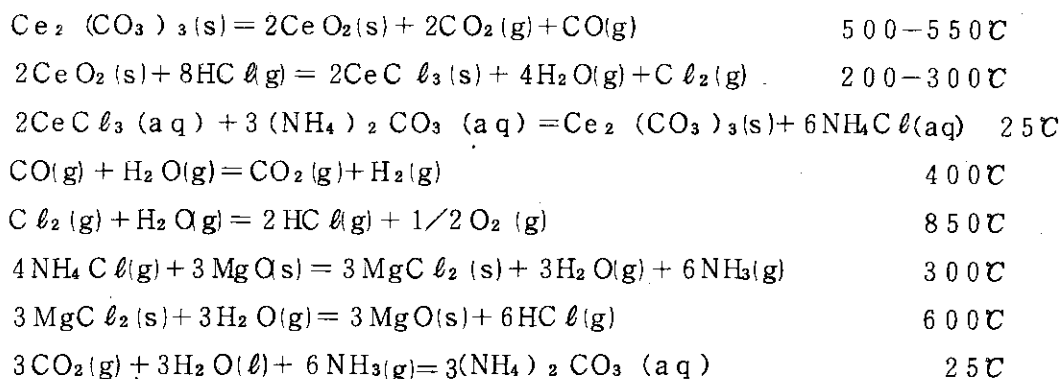 Ce₂ (CO₃)₃(s)= 2CeO₂(s)+ 2CO₂(g)+CO(g) 500-550℃
2CeO₂(s)+ 8HCℓ(g) = 2CeCℓ₃(s)+ 4H₂O(g)+Cℓ₂(g) 200-300℃
2CeCℓ₃ (aq) + 3(NH₄)₂CO₃ (aq)=Ce₂ (CO₃)₃(s)+ 6NH₄Cℓ(aq) 25℃
CO(g) + H₂O(g)=CO₂(g)+H₂(g) 400℃
Cℓ₂(g)+H₂O(g)= 2HCℓ(g)+ 1/2O₂ (g) 850℃
4NH₄Cℓ(g)+3MgO(s)= 3MgCℓ₂(s)+ 3H₂O(g)+ 6NH₃(g) 300℃
3MgCℓ₂(s)+3H₂O(g)= 3MgO(s)+6HCℓ(g) 600℃
3CO₂(g)+3H₂O(ℓ)+ 6NH₃(g)=3(NH₄)₂CO₃ (aq) 25℃